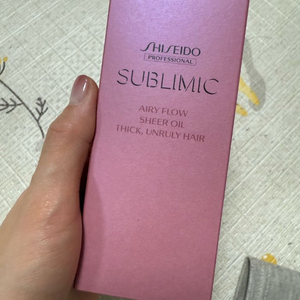 SHISEIDO
PROFESSIONAL
SUBLIMIC
AIRY FLOW
SHEER OIL
THICK, UNRULY HAIR